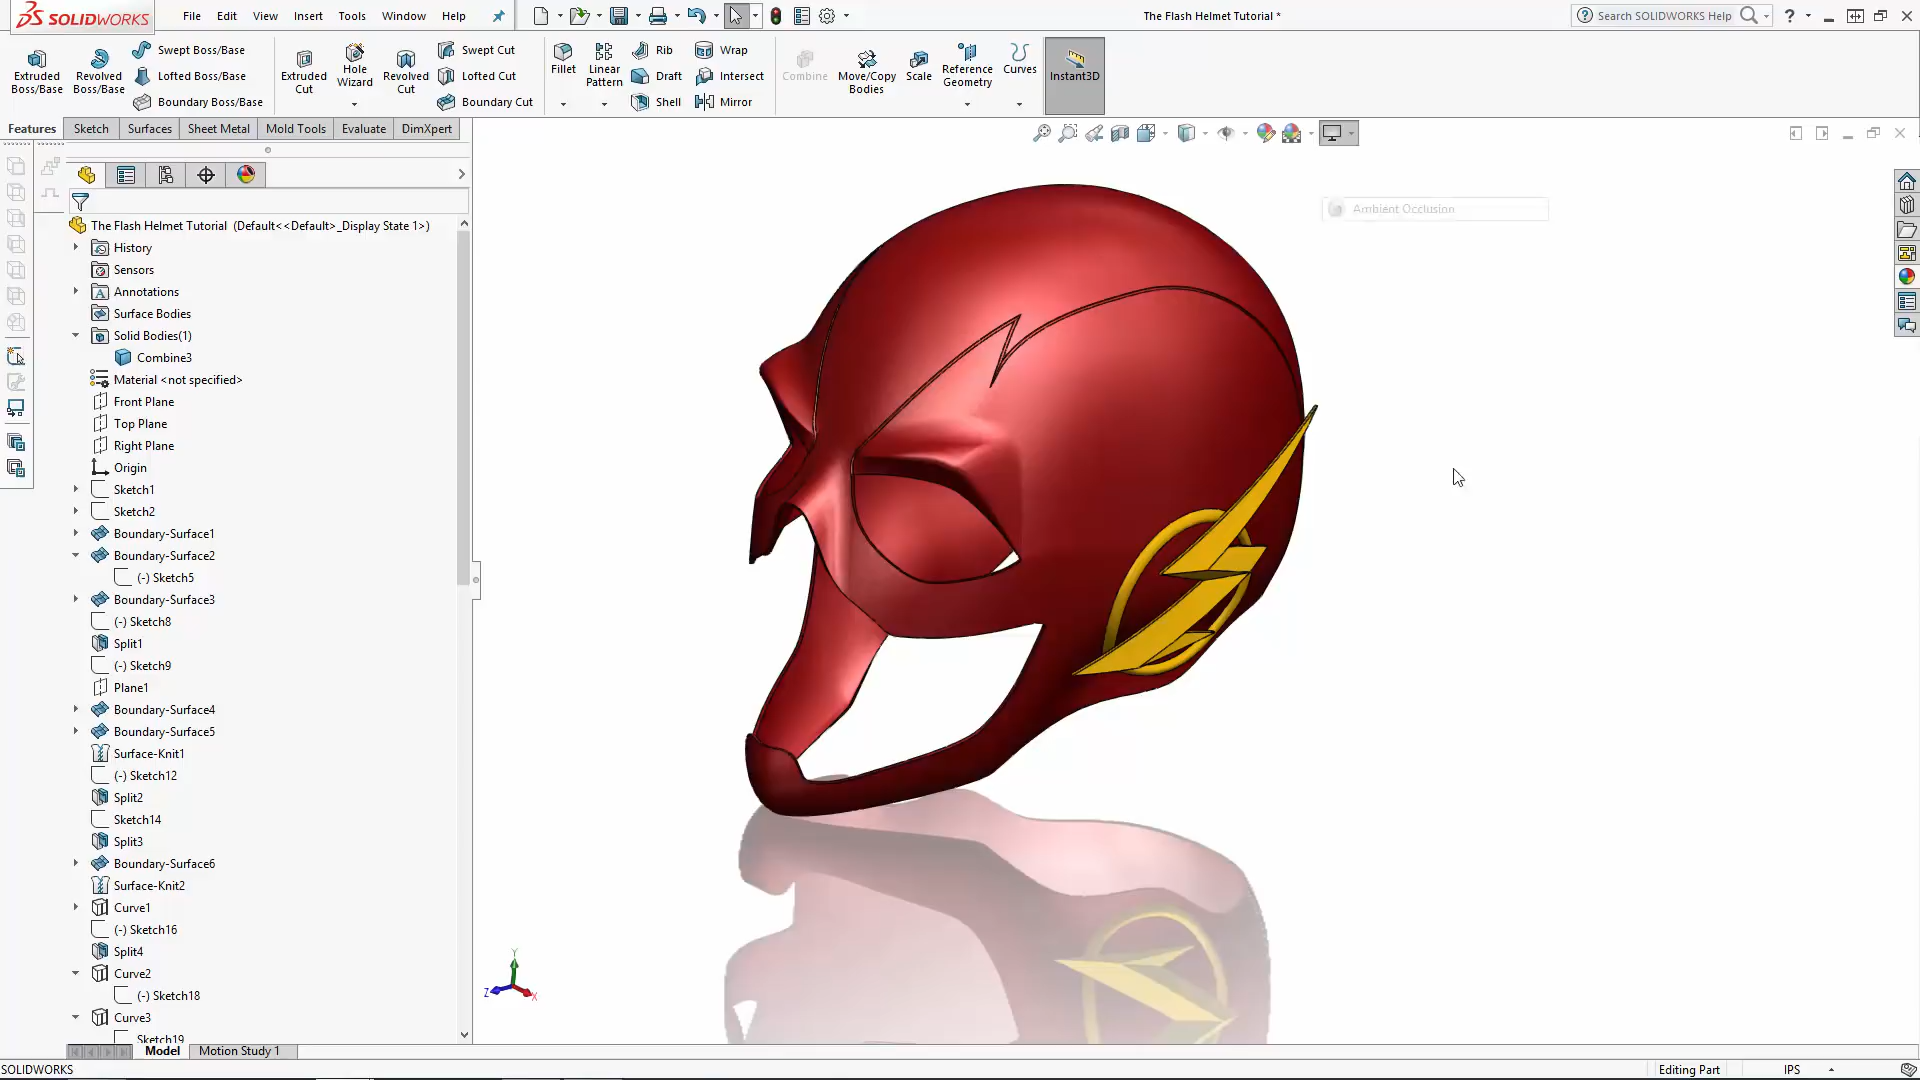 SOLIDWORKS
File Edit View Insert Tools Window Help
The Flash Helmet Tutorial *
Search SOLIDWORKS Help
Extruded Boss/Base
Revolved Boss/Base
Swept Boss/Base
Lofted Boss/Base
Boundary Boss/Base
Extruded Cut
Hole Wizard
Revolved Cut
Swept Cut
Lofted Cut
Boundary Cut
Fillet
Linear Pattern
Rib
Draft
Shell
Wrap
Intersect
Mirror
Combine
Move/Copy Bodies
Scale
Reference Geometry
Curves
Instant3D
Features Sketch Surfaces Sheet Metal Mold Tools Evaluate DimXpert
Ambient Occlusion
The Flash Helmet Tutorial (Default<<Default>_Display State 1>)
History
Sensors
Annotations
Surface Bodies
Solid Bodies(1)
Combine3
Material <not specified>
Front Plane
Top Plane
Right Plane
Origin
Sketch1
Sketch2
Boundary-Surface1
Boundary-Surface2
(-) Sketch5
Boundary-Surface3
(-) Sketch8
Split1
(-) Sketch9
Plane1
Boundary-Surface4
Boundary-Surface5
Surface-Knit1
(-) Sketch12
Split2
Sketch14
Split3
Boundary-Surface6
Surface-Knit2
Curve1
(-) Sketch16
Split4
Curve2
(-) Sketch18
Curve3
Sketch19
Y
Z
X
Model Motion Study 1
SOLIDWORKS
Editing Part
IPS